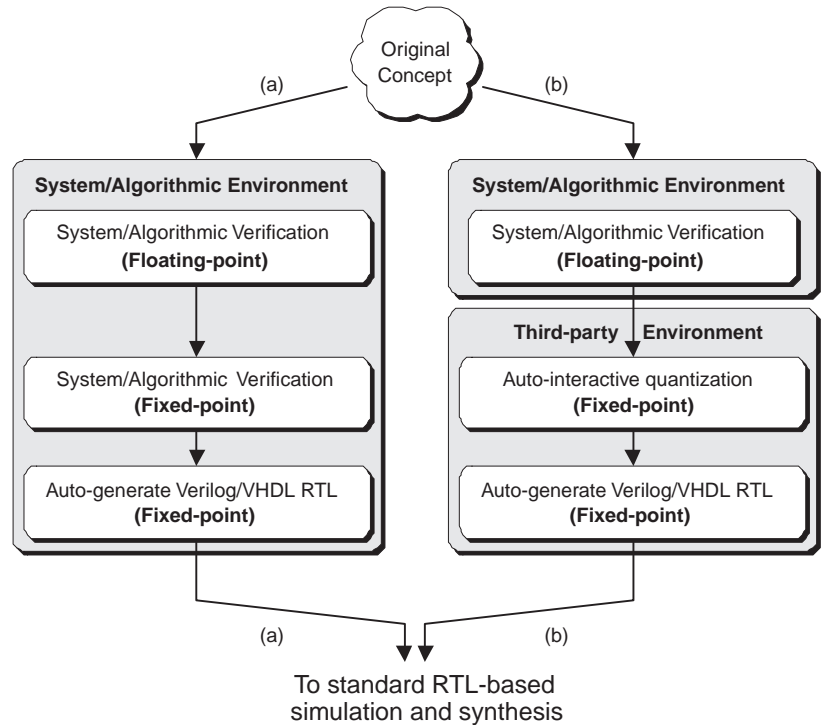 Original
Concept
(a)
(b)
System/Algorithmic Environment
System/Algorithmic Verification
(Floating-point)
System/Algorithmic Verification
(Fixed-point)
Auto-generate Verilog/VHDL RTL
(Fixed-point)
System/Algorithmic Environment
System/Algorithmic Verification
(Floating-point)
Third-party Environment
Auto-interactive quantization
(Fixed-point)
Auto-generate Verilog/VHDL RTL
(Fixed-point)
(a)
(b)
To standard RTL-based
simulation and synthesis